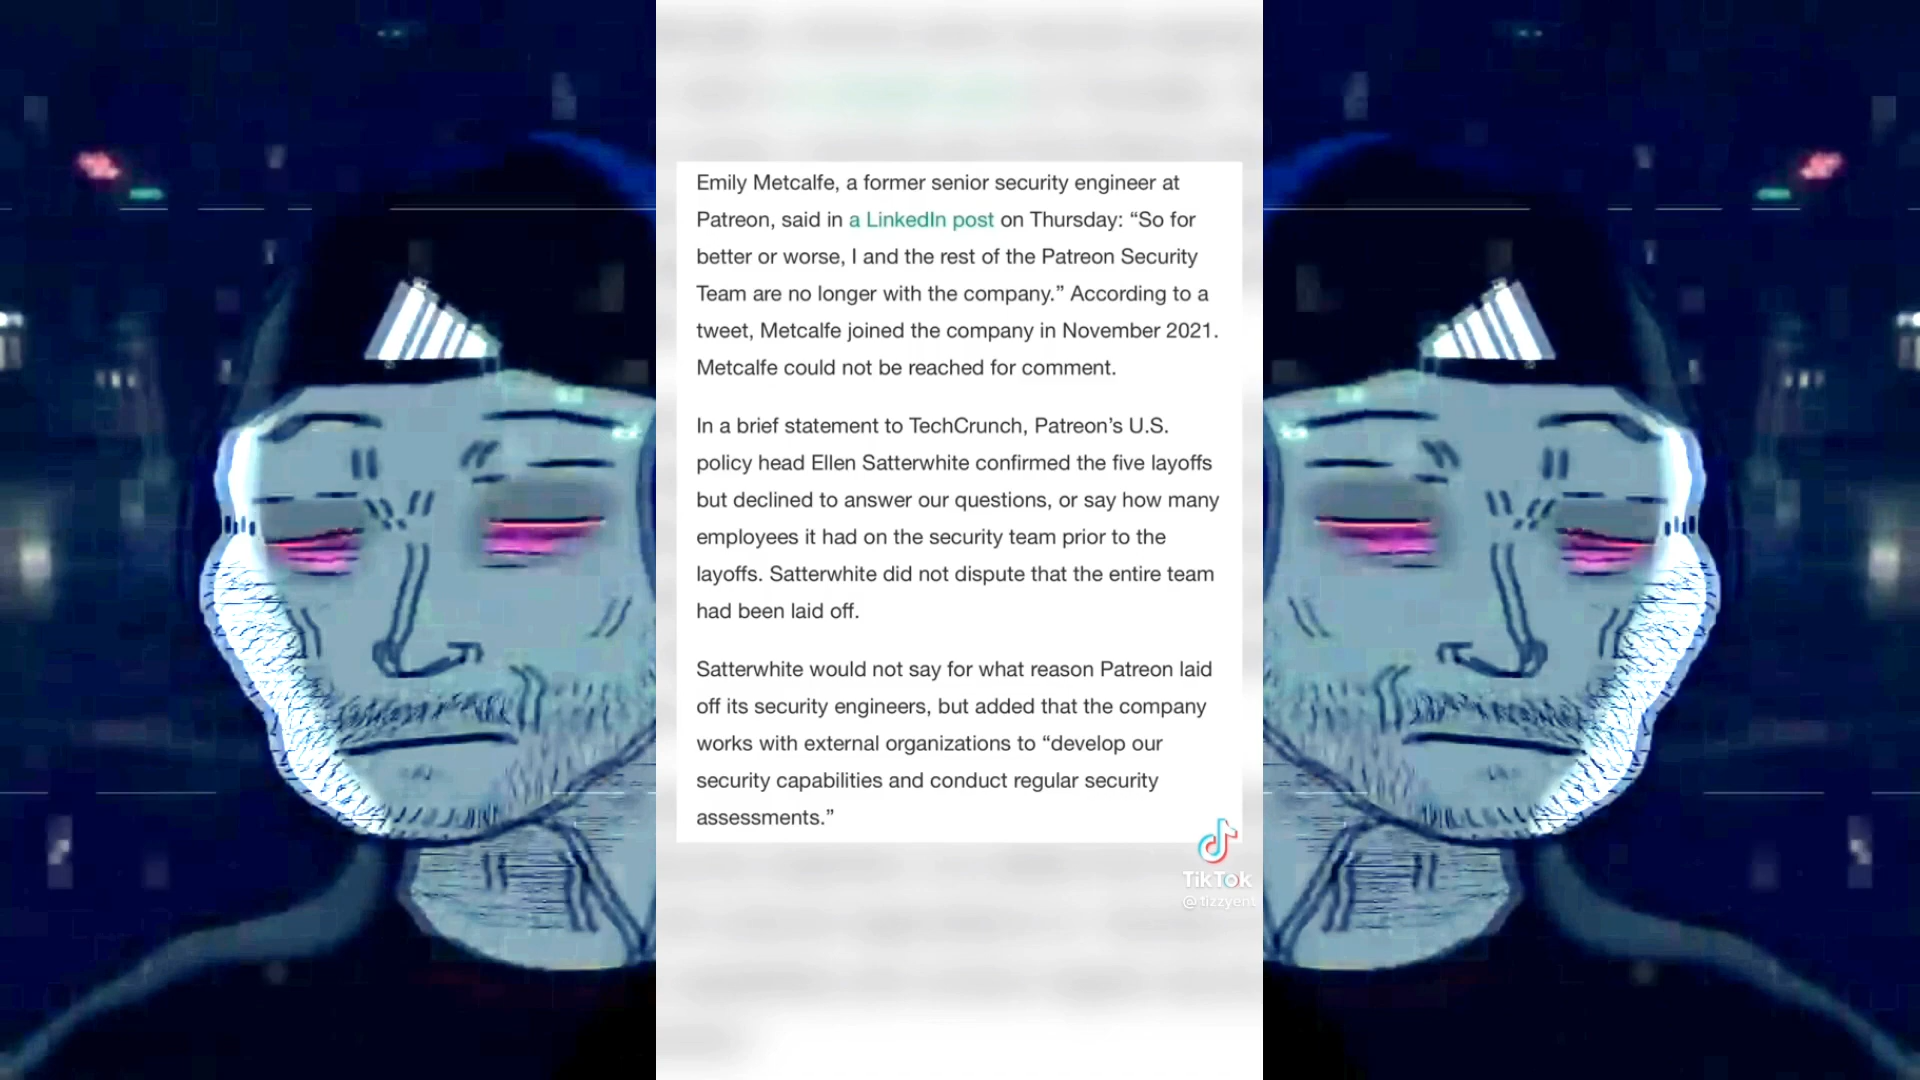 Emily Metcalfe, a former senior security engineer at
Patreon, said in a LinkedIn post on Thursday: “So for
better or worse, I and the rest of the Patreon Security
Team are no longer with the company.” According to a
tweet, Metcalfe joined the company in November 2021.
Metcalfe could not be reached for comment.
In a brief statement to TechCrunch, Patreon’s U.S.
policy head Ellen Satterwhite confirmed the five layoffs
but declined to answer our questions, or say how many
employees it had on the security team prior to the
layoffs. Satterwhite did not dispute that the entire team
had been laid off.
Satterwhite would not say for what reason Patreon laid
off its security engineers, but added that the company
works with external organizations to “develop our
security capabilities and conduct regular security
assessments.”
TikTok
@tizzyent